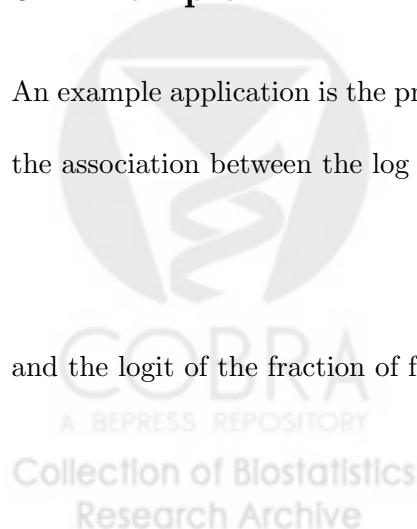 An example application is the pr
the association between the log
and the logit of the fraction of f
COBRA
A BEPRESS REPOSITORY
Collection of Biostatistics
Research Archive